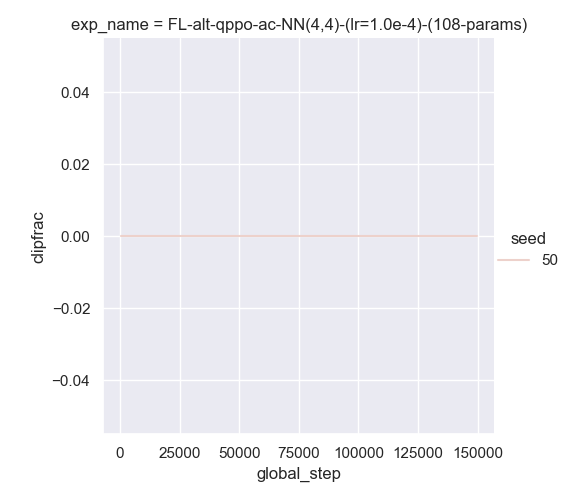 exp_name = FL-alt-qppo-ac-NN(4,4)-(lr=1.0e-4)-(108-params)
0.04
0.02
0.00
−0.02
−0.04
clipfrac
0 25000 50000 75000 100000 125000 150000
global_step
seed
50